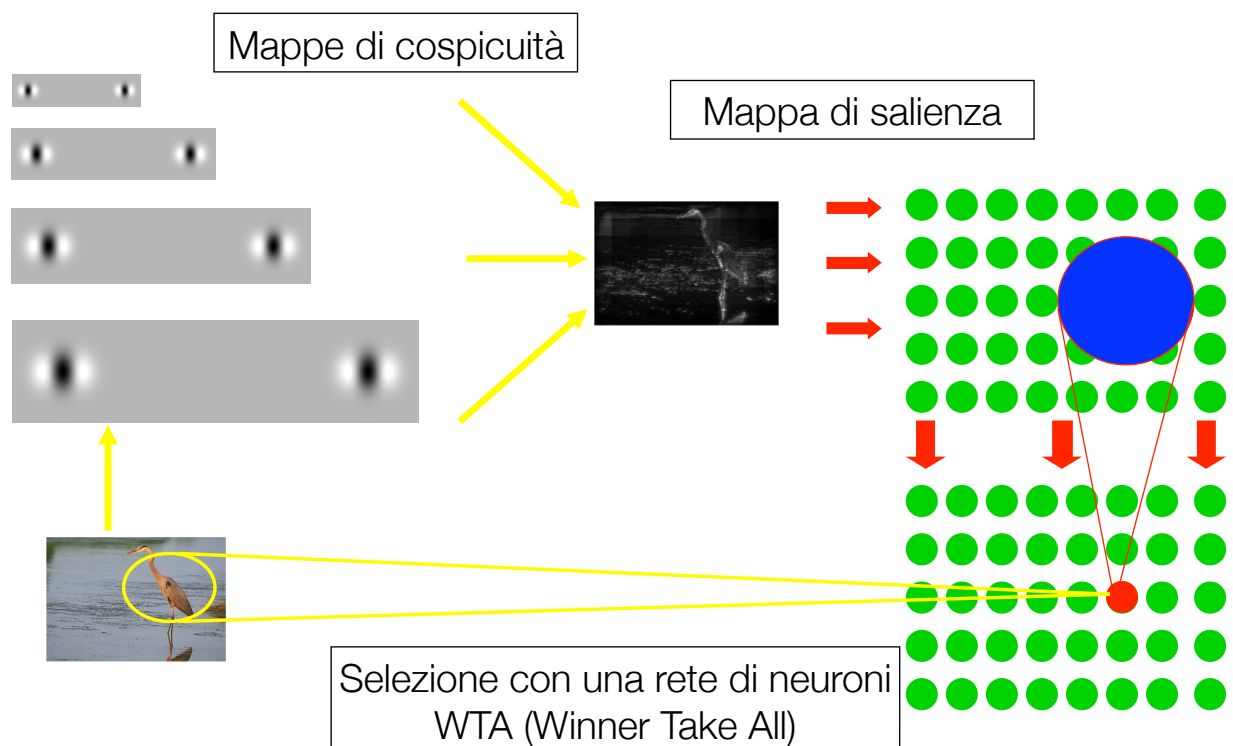 Mappe di cospicuità
Mappa di salienza
Selezione con una rete di neuroni
WTA (Winner Take All)